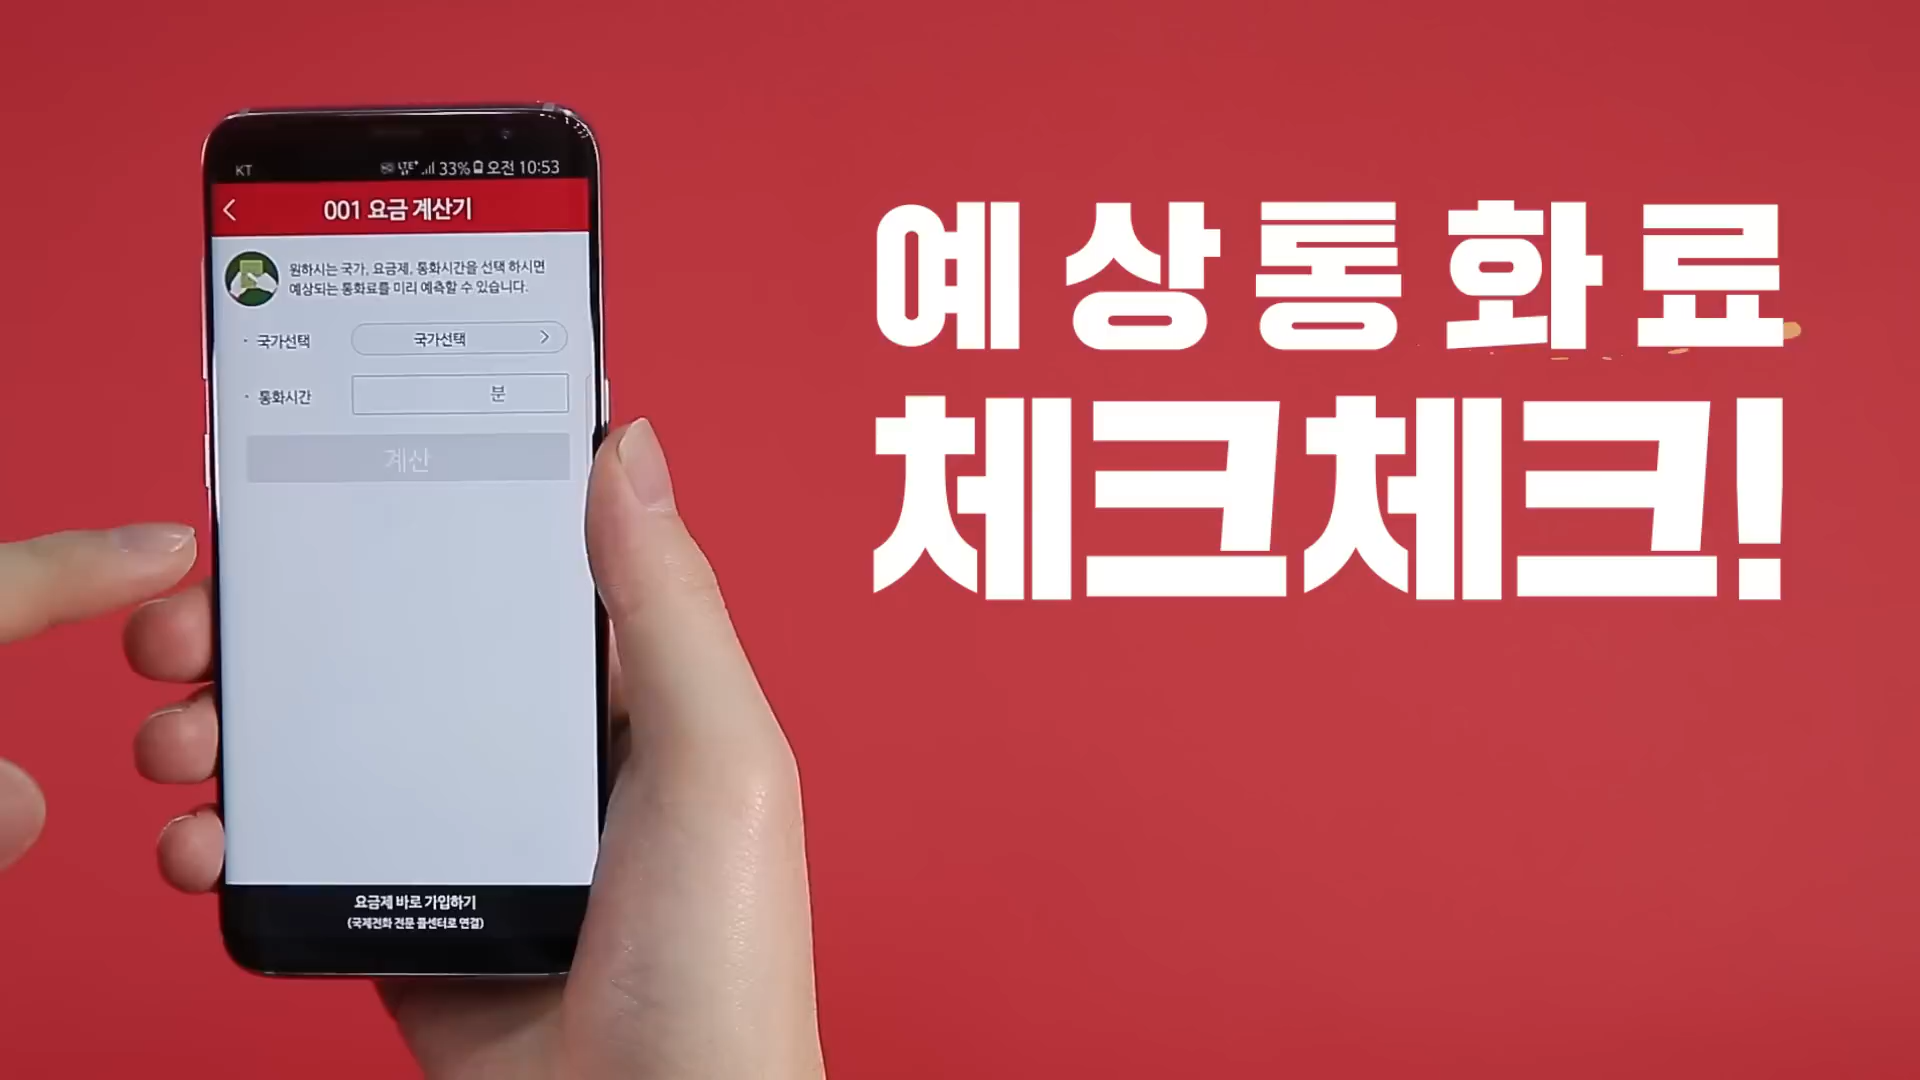 KT LTE+ 33% 오전 10:53
001 요금 계산기
원하시는 국가, 요금제, 통화시간을 선택 하시면
예상되는 통화료를 미리 예측할 수 있습니다.
· 국가선택 국가선택 >
· 통화시간 분
계산
요금제 바로 가입하기
(국제전화 전문 콜센터로 연결)
예상통화료
체크체크!